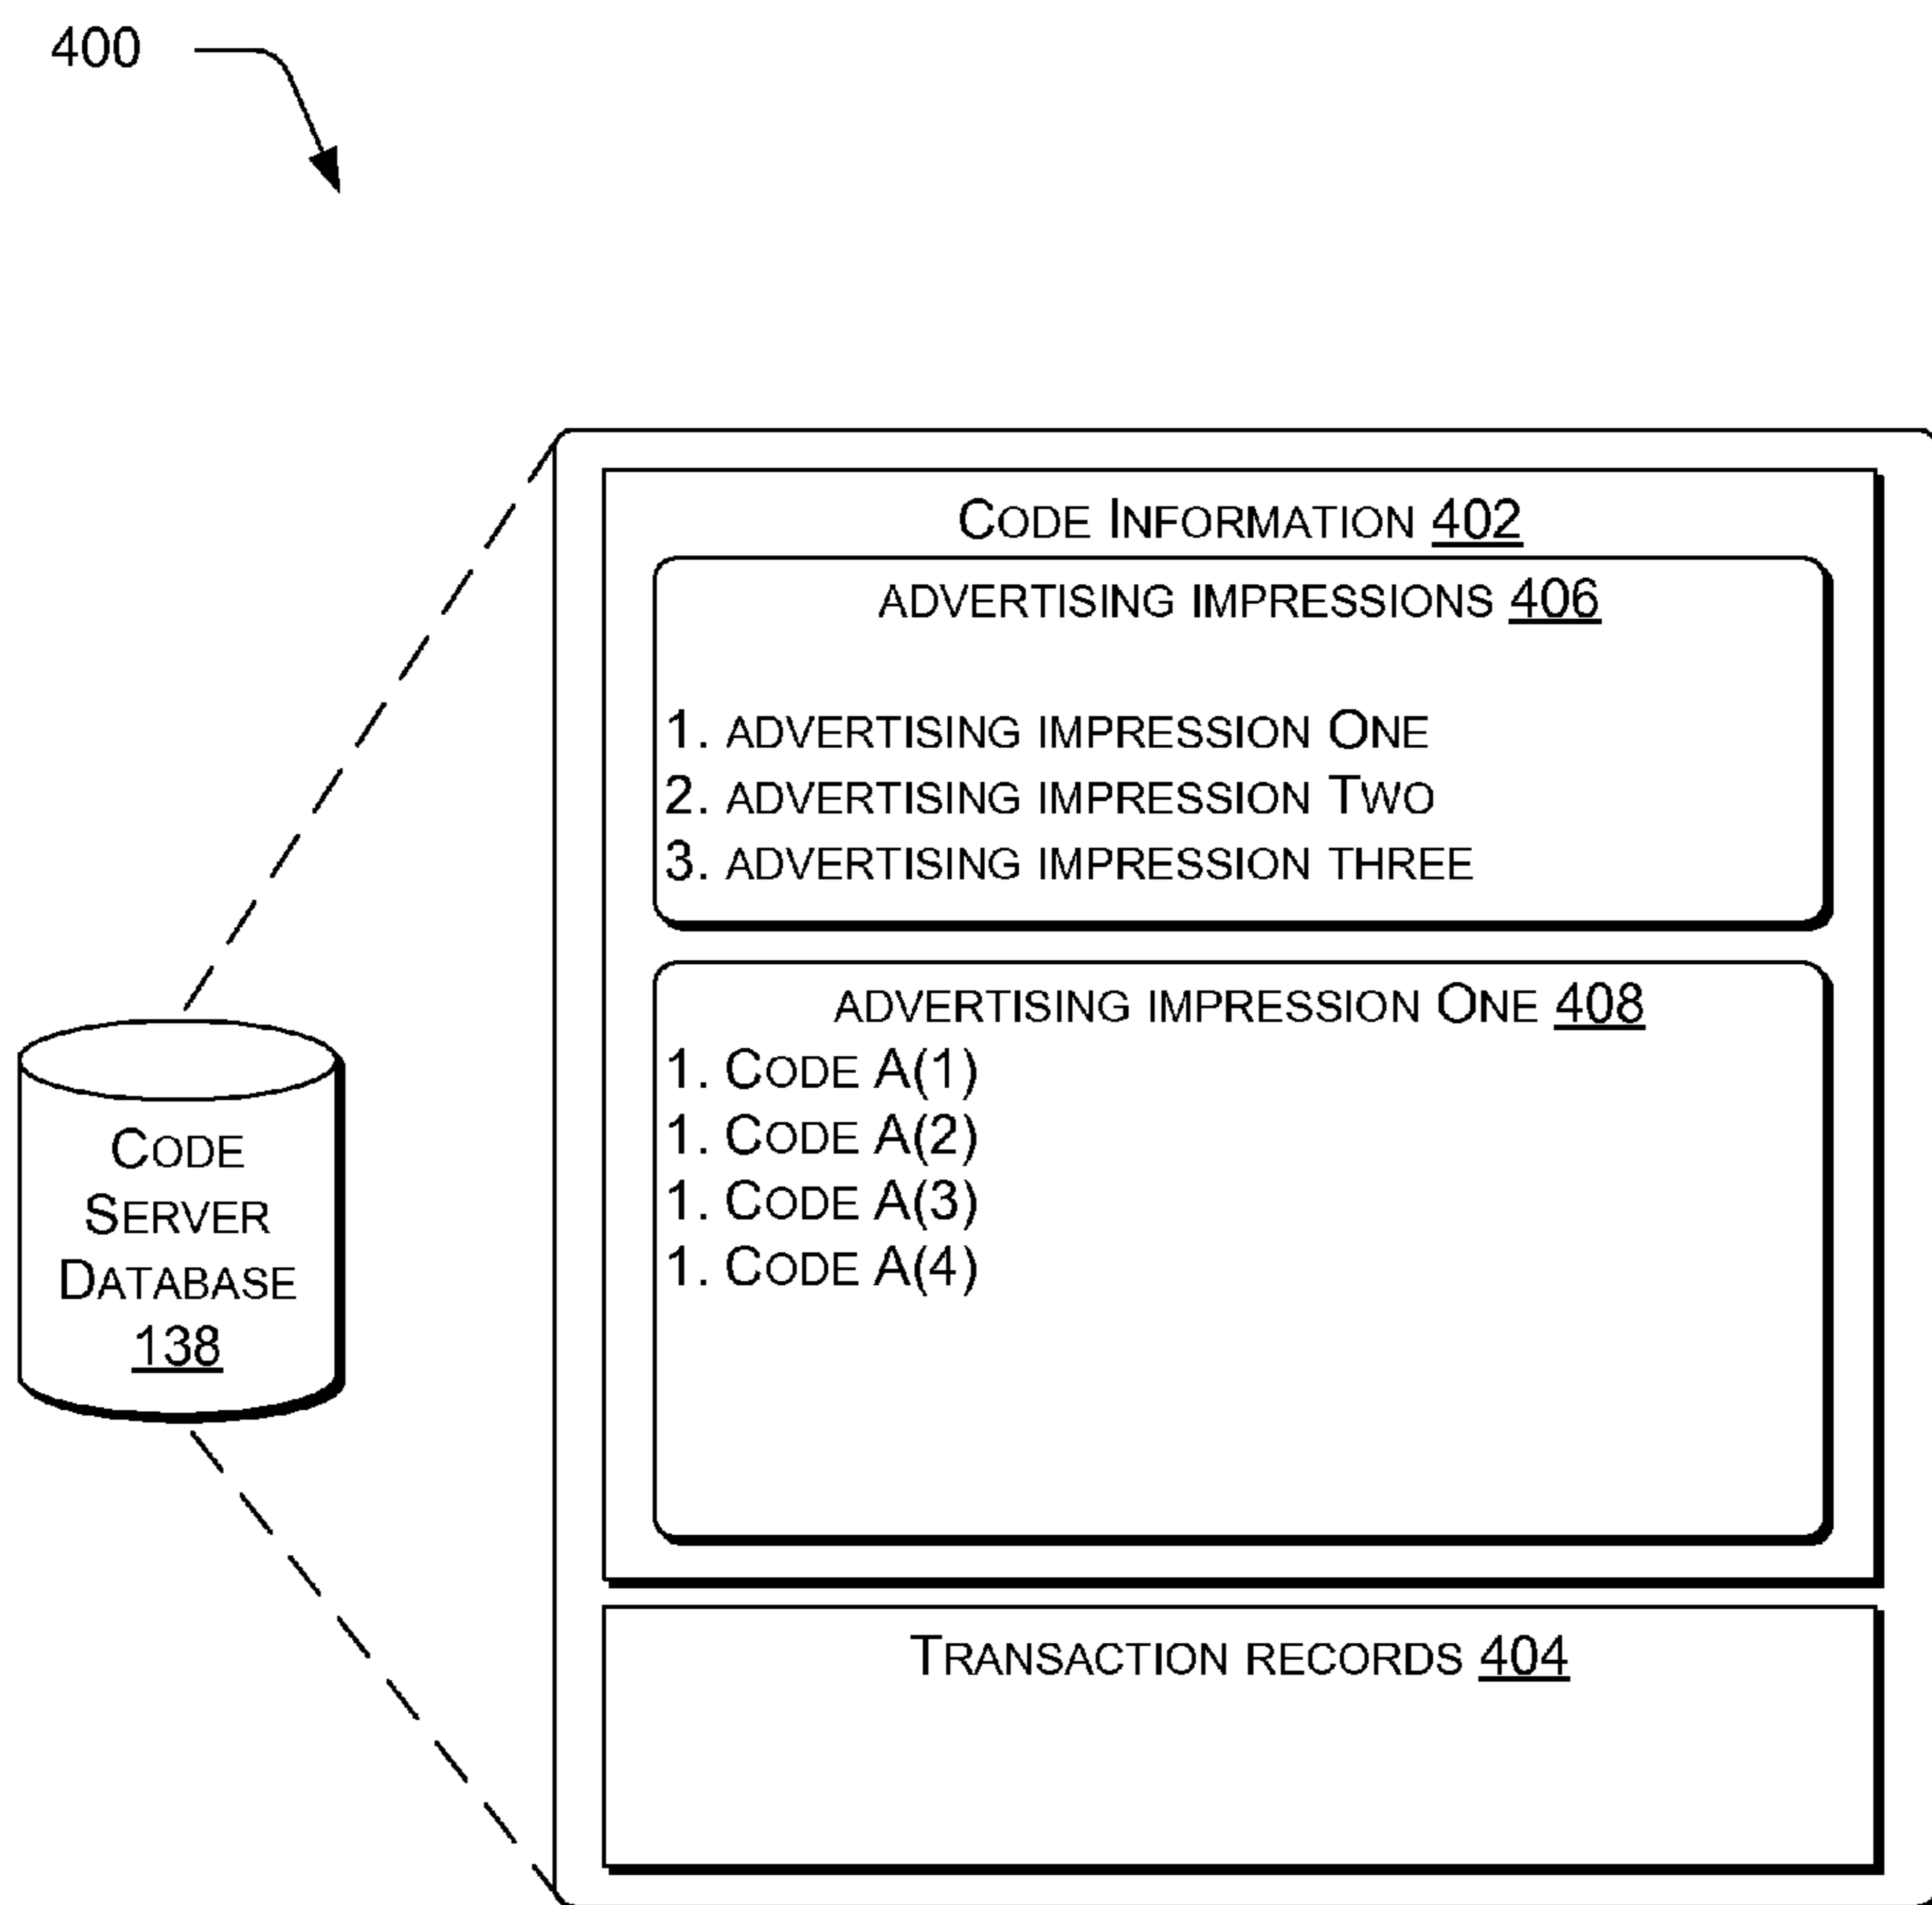 400
CODE INFORMATION 402
ADVERTISING IMPRESSIONS 406
1. ADVERTISING IMPRESSION ONE
2. ADVERTISING IMPRESSION TWO
3. ADVERTISING IMPRESSION THREE
ADVERTISING IMPRESSION ONE 408
1. CODE A(1)
1. CODE A(2)
1. CODE A(3)
1. CODE A(4)
CODE
SERVER
DATABASE
138
TRANSACTION RECORDS 404